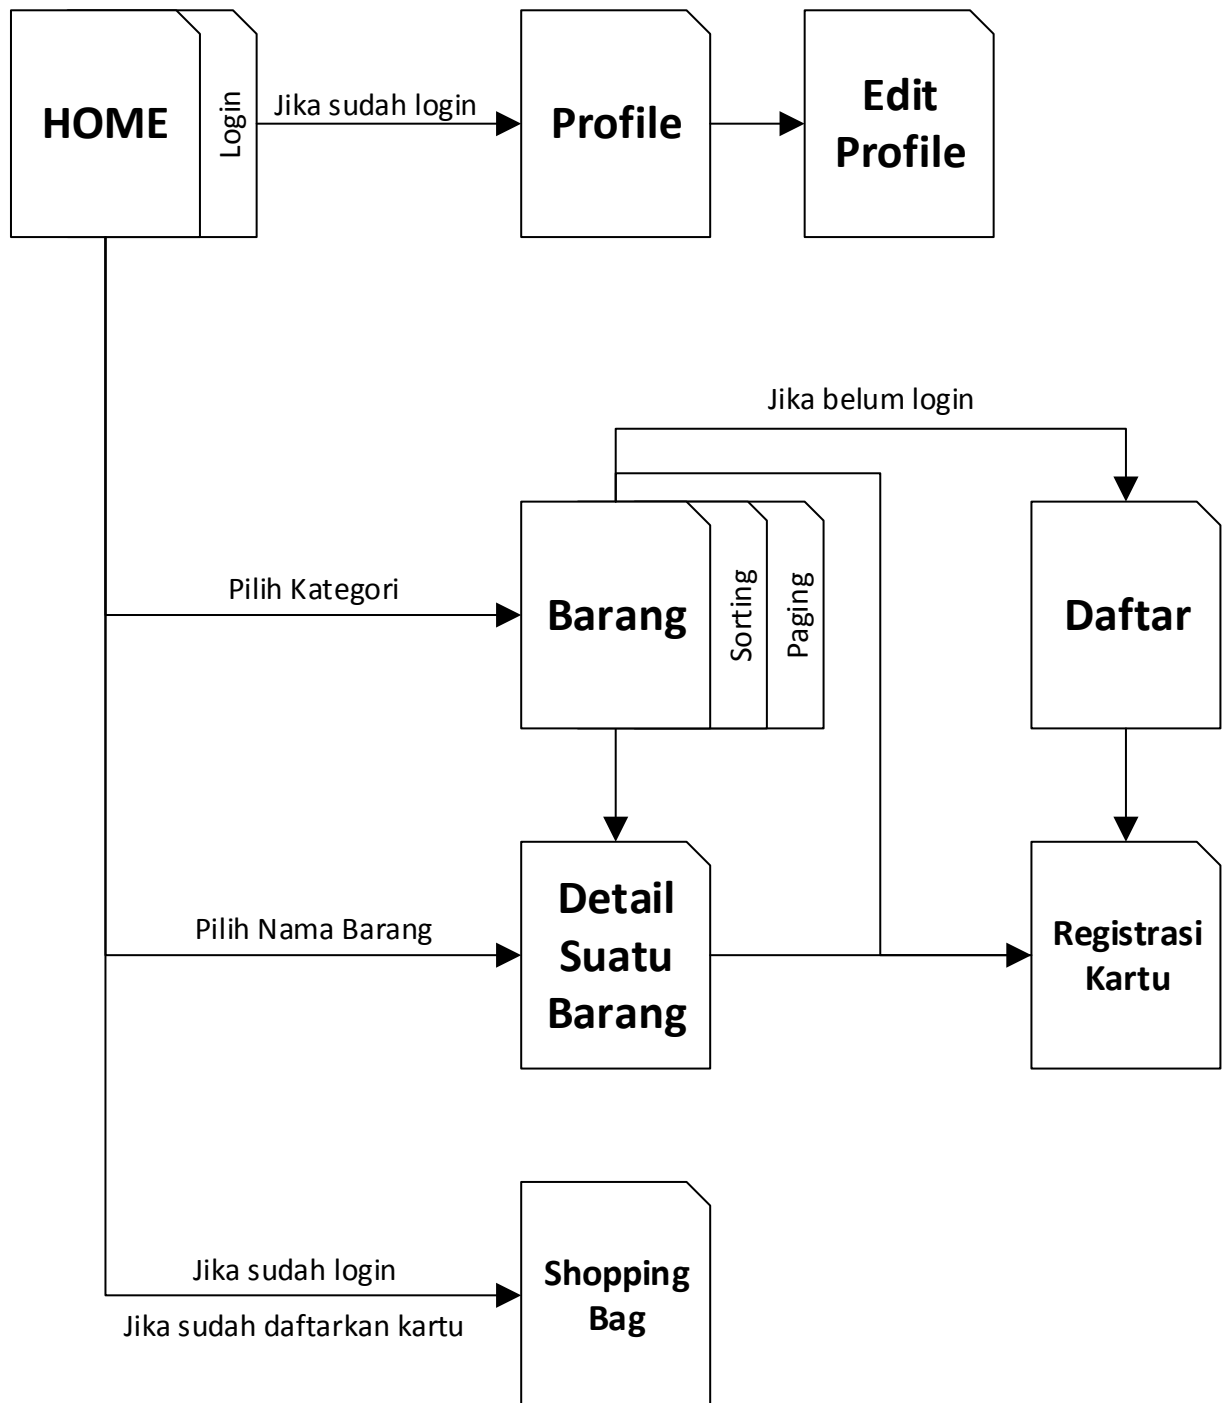 HOME
Login
Jika sudah login
Profile
Edit
Profile
Jika belum login
Pilih Kategori
Barang
Sorting
Paging
Daftar
Pilih Nama Barang
Detail
Suatu
Barang
Registrasi
Kartu
Jika sudah login
Jika sudah daftarkan kartu
Shopping
Bag